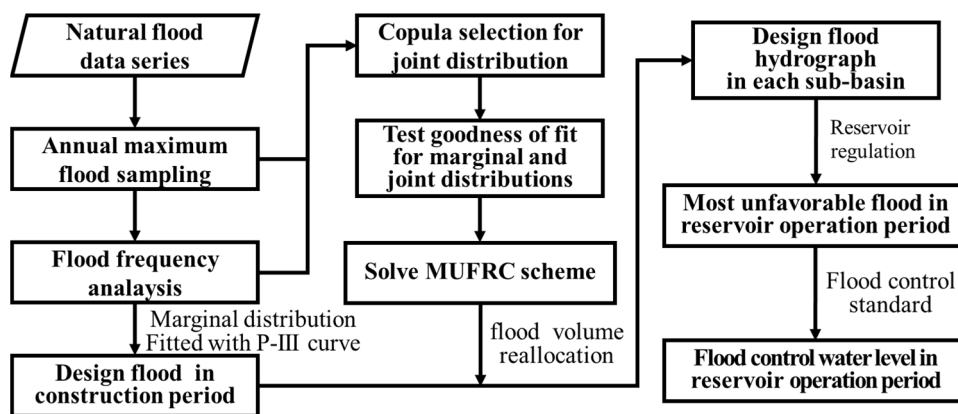 Natural flood
data series
Annual maximum
flood sampling
Flood frequency
analaysis
Marginal distribution
Fitted with P-III curve
Design flood in
construction period
Copula selection for
joint distribution
Test goodness of fit
for marginal and
joint distributions
Solve MUFRC scheme
flood volume
reallocation
Design flood
hydrograph
in each sub-basin
Reservoir
regulation
Most unfavorable flood in
reservoir operation period
Flood control
standard
Flood control water level in
reservoir operation period